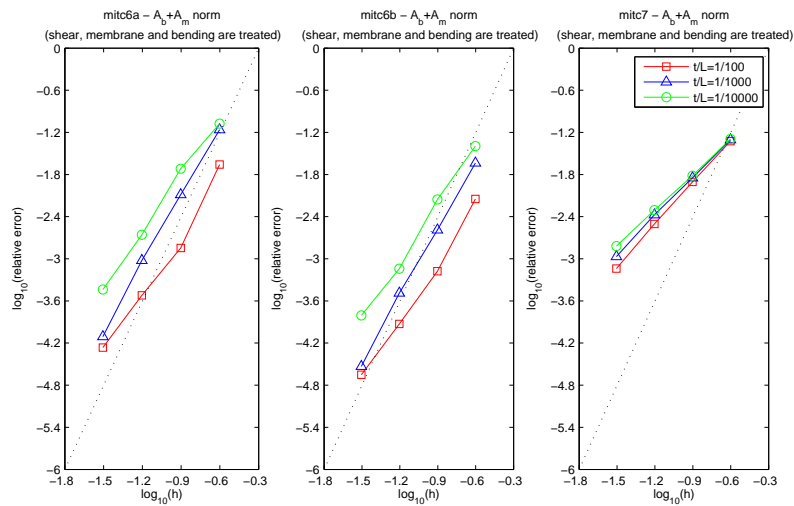 mitc6a − A_b+A_m norm
(shear, membrane and bending are treated)
0
−0.6
−1.2
−1.8
−2.4
−3
−3.6
−4.2
−4.8
−5.4
−6
log_10(relative error)
−1.8 −1.5 −1.2 −0.9 −0.6 −0.3
log_10(h)
mitc6b − A_b+A_m norm
(shear, membrane and bending are treated)
0
−0.6
−1.2
−1.8
−2.4
−3
−3.6
−4.2
−4.8
−5.4
−6
log_10(relative error)
−1.8 −1.5 −1.2 −0.9 −0.6 −0.3
log_10(h)
mitc7 − A_b+A_m norm
(shear, membrane and bending are treated)
t/L=1/100
t/L=1/1000
t/L=1/10000
0
−0.6
−1.2
−1.8
−2.4
−3
−3.6
−4.2
−4.8
−5.4
−6
log_10(relative error)
−1.8 −1.5 −1.2 −0.9 −0.6 −0.3
log_10(h)